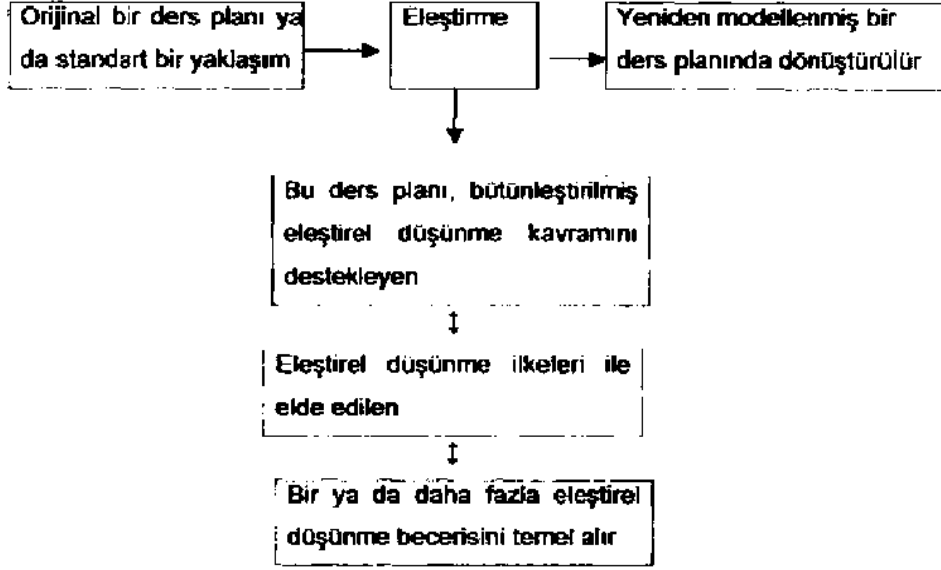 Orijinal bir ders planı ya
da standart bir yaklaşım
Eleştirme
Yeniden modellenmiş bir
ders planında dönüştürülür
Bu ders planı, bütünleştirilmiş
eleştirel düşünme kavramını
destekleyen
Eleştirel düşünme ilkeleri ile
elde edilen
Bir ya da daha fazla eleştirel
düşünme becerisini temel alır